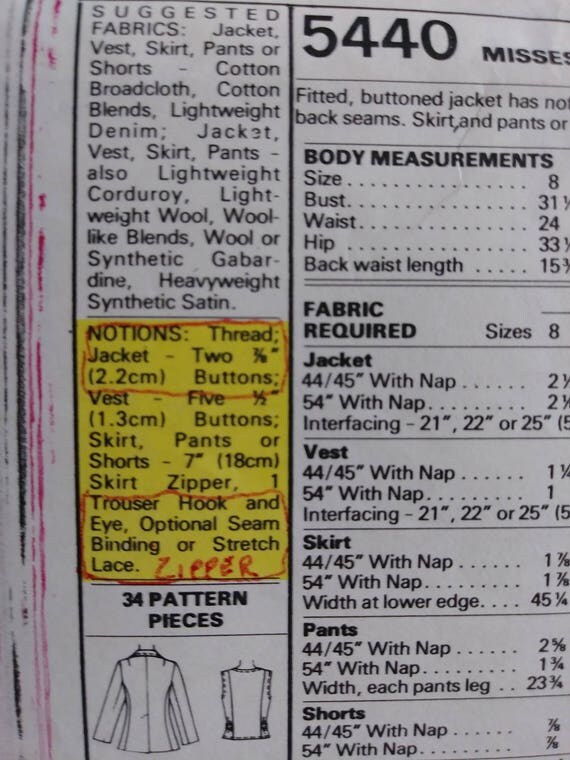 SUGGESTED
FABRICS: Jacket,
Vest, Skirt, Pants or
Shorts - Cotton
Broadcloth, Cotton
Blends, Lightweight
Denim; Jacket,
Vest, Skirt, Pants -
also Lightweight
Corduroy, Light-
weight Wool, Wool-
like Blends, Wool or
Synthetic Gabar-
dine, Heavyweight
Synthetic Satin.
NOTIONS: Thread;
Jacket - Two ⅞"
(2.2cm) Buttons;
Vest - Five ½"
(1.3cm) Buttons;
Skirt, Pants or
Shorts - 7" (18cm)
Skirt Zipper, 1
Trouser Hook and
Eye, Optional Seam
Binding or Stretch
Lace. ZIPPER
34 PATTERN
PIECES
5440 MISSES
Fitted, buttoned jacket has
back seams. Skirt, and pants or
BODY MEASUREMENTS
Size . . . . . . . . . . . . . . . . 8
Bust. . . . . . . . . . . . . . . . 31
Waist. . . . . . . . . . . . . . . 24
Hip . . . . . . . . . . . . . . . . 33
Back waist length . . . . . 15
FABRIC
REQUIRED Sizes 8
Jacket
44/45" With Nap . . . . . . 2
54" With Nap. . . . . . . . . 2
Interfacing - 21", 22" or 25"
Vest
44/45" With Nap . . . . . . 1
54" With Nap . . . . . . . . 1
Interfacing - 21", 22" or 25"
Skirt
44/45" With Nap . . . . . . 1⅞
54" With Nap. . . . . . . . . 1⅞
Width at lower edge. . . . 45¼
Pants
44/45" With Nap . . . . . . 2⅝
54" With Nap. . . . . . . . . 1¾
Width, each pants leg . . 23¾
Shorts
44/45" With Nap . . . . . . ⅞
54" With Nap. . . . . . . . . ⅞